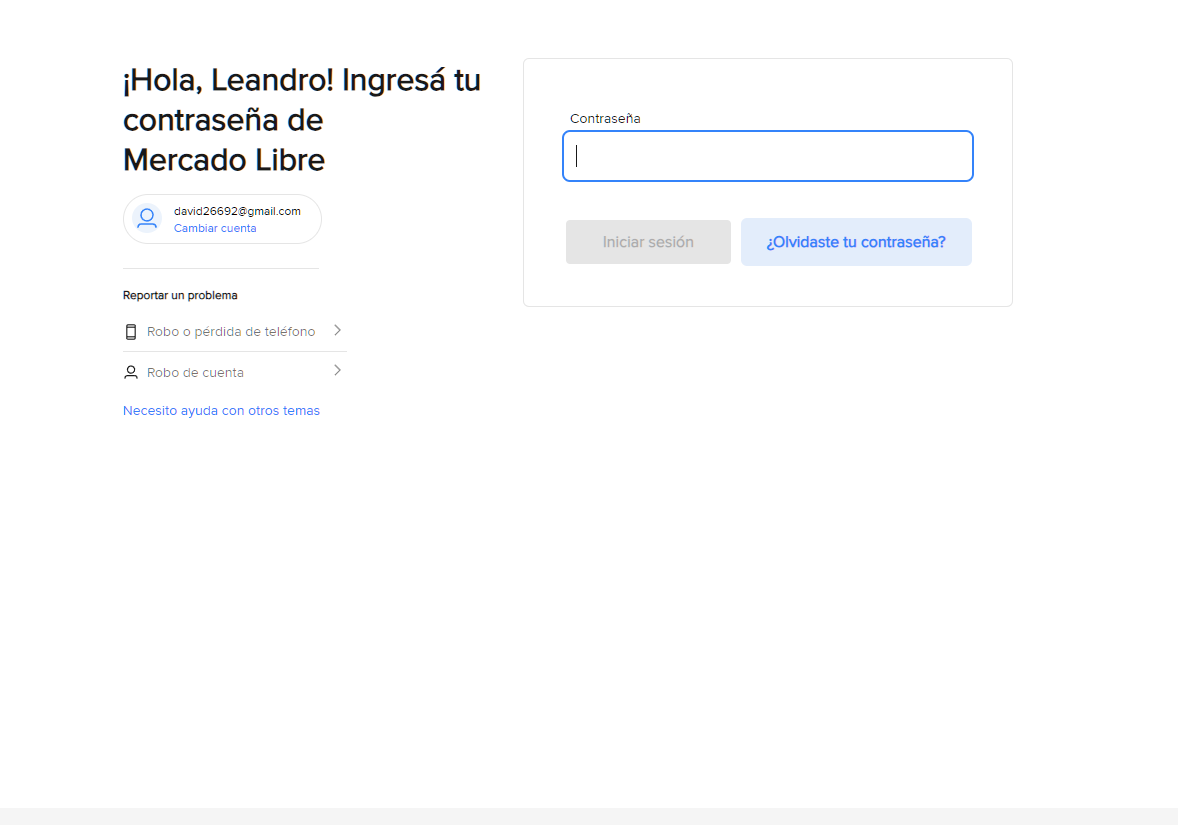 ¡Hola, Leandro! Ingresá tu
contraseña de
Mercado Libre
david26692@gmail.com
Cambiar cuenta
Reportar un problema
Robo o pérdida de teléfono
Robo de cuenta
Necesito ayuda con otros temas
Contraseña
Iniciar sesión
¿Olvidaste tu contraseña?